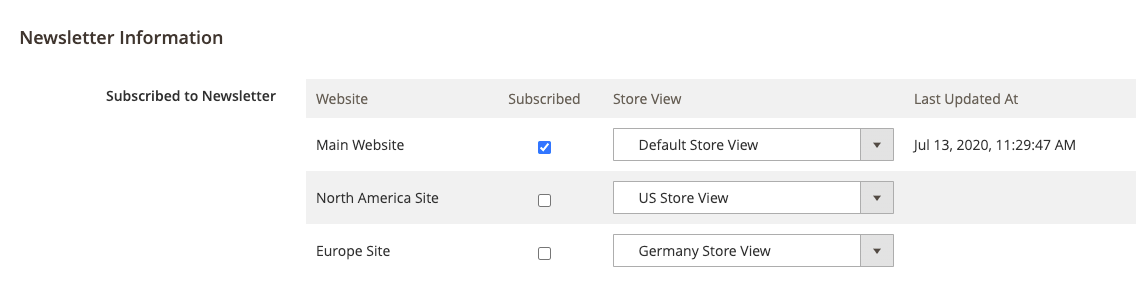 Newsletter Information
Subscribed to Newsletter
Website Subscribed Store View Last Updated At
Main Website Default Store View Jul 13, 2020, 11:29:47 AM
North America Site US Store View
Europe Site Germany Store View